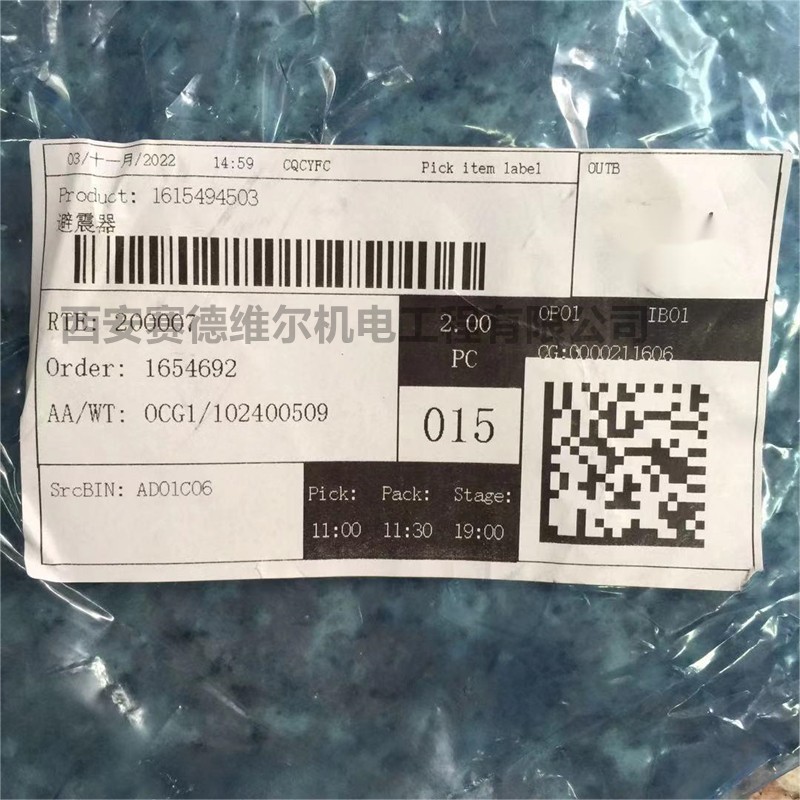 03/十一月/2022 14:59 CQCYFC Pick item label OUTB
Product: 1615494503
避震器
西安赛德维尔机电工程有限公司
RTE: 200007 2.00 OP01 IB01
PC CG:0000211606
Order: 1654692
AA/WT: OCG1/102400509 015
SrcBIN: AD01C06 Pick: Pack: Stage:
11:00 11:30 19:00